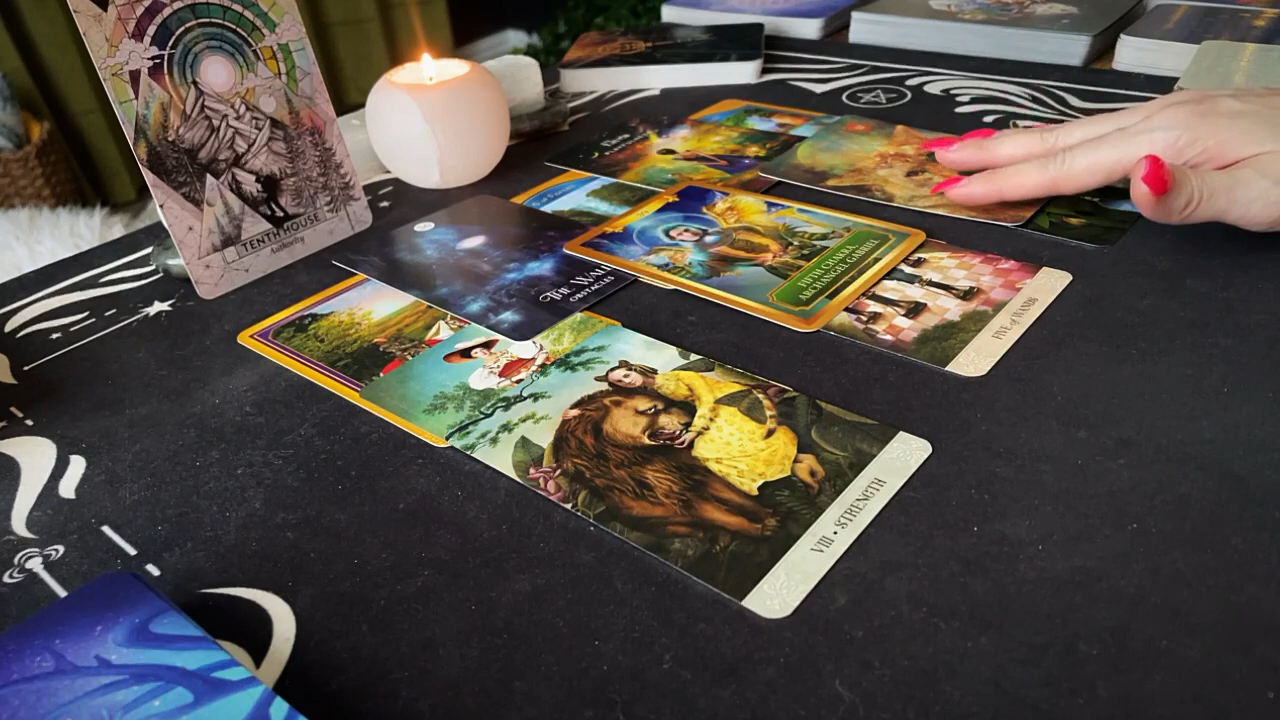 TENTH HOUSE
Authority
THE WALL
OBSTACLES
FIFTH CHAKRA
ARCHANGEL GABRIEL
FIVE of WANDS
VIII • STRENGTH